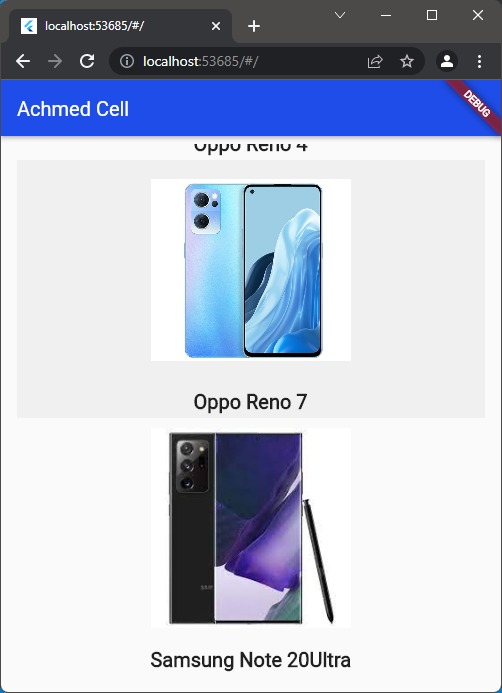 localhost:53685/#/
localhost:53685/#/
Achmed Cell
DEBUG
Oppo Reno 4
Oppo Reno 7
Samsung Note 20Ultra